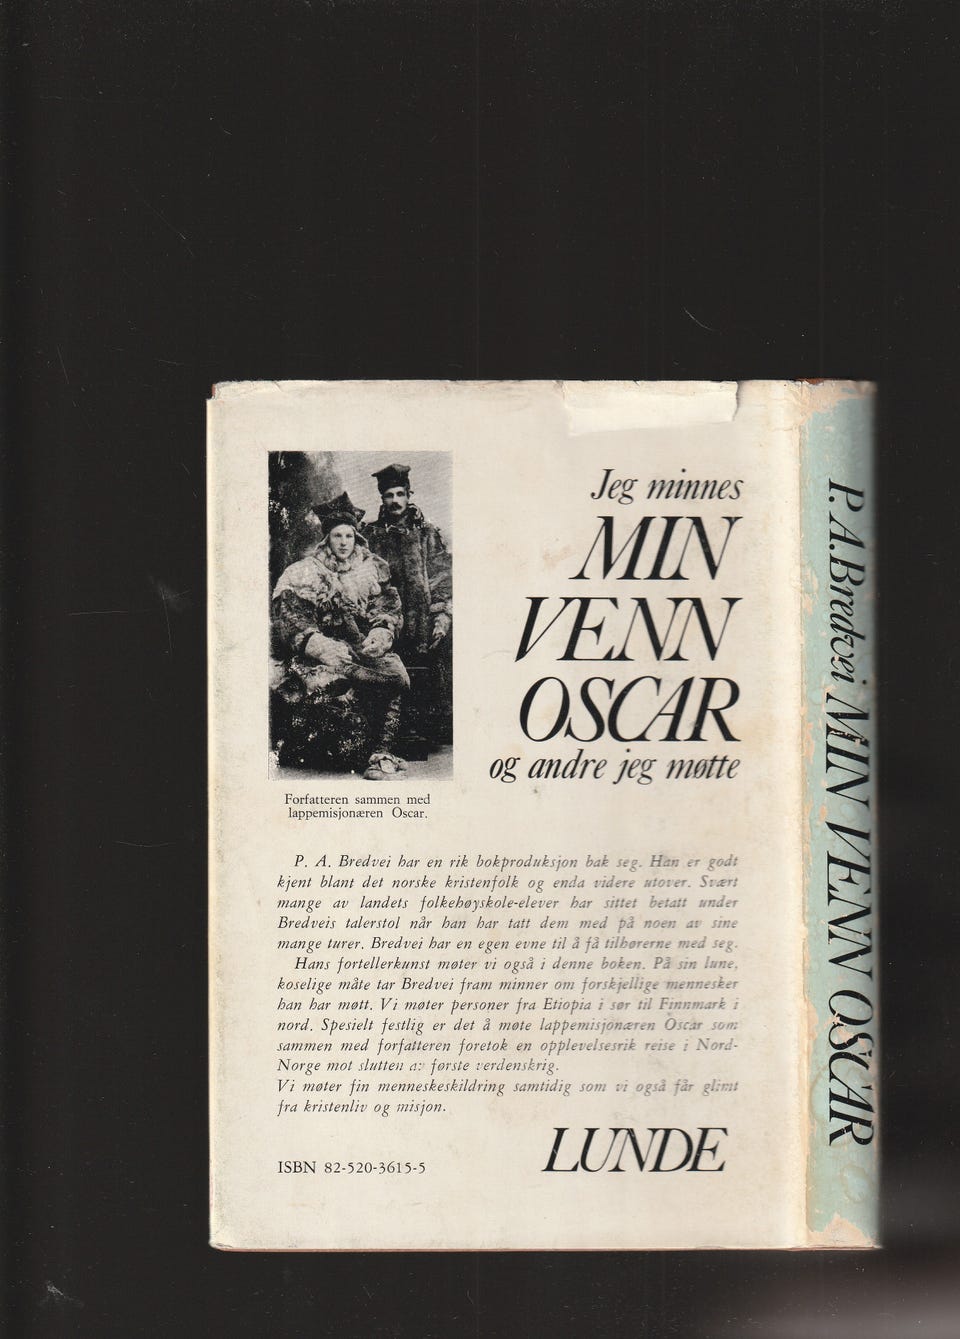 Jeg minnes
MIN
VENN
OSCAR
og andre jeg møtte
Forfatteren sammen med
lappemisjonæren Oscar.
P. A. Bredvei har en rik bokproduksjon bak seg. Han er godt
kjent blant det norske kristenfolk og enda videre utover. Svært
mange av landets folkehøyskole-elever har sittet betatt under
Bredveis talerstol når han har tatt dem med på noen av sine
mange turer. Bredvei har en egen evne til å få tilhørerne med seg.
Hans fortellerkunst møter vi også i denne boken. På sin lune,
koselige måte tar Bredvei fram minner om forskjellige mennesker
han har møtt. Vi møter personer fra Etiopia i sør til Finnmark i
nord. Spesielt festlig er det å møte lappemisjonæren Oscar som
sammen med forfatteren foretok en opplevelsesrik reise i Nord-
Norge mot slutten av første verdenskrig.
Vi møter fin menneskeskildring samtidig som vi også får glimt
fra kristenliv og misjon.
ISBN 82-520-3615-5
LUNDE
P. A. Bredvei MIN VENN OSCAR